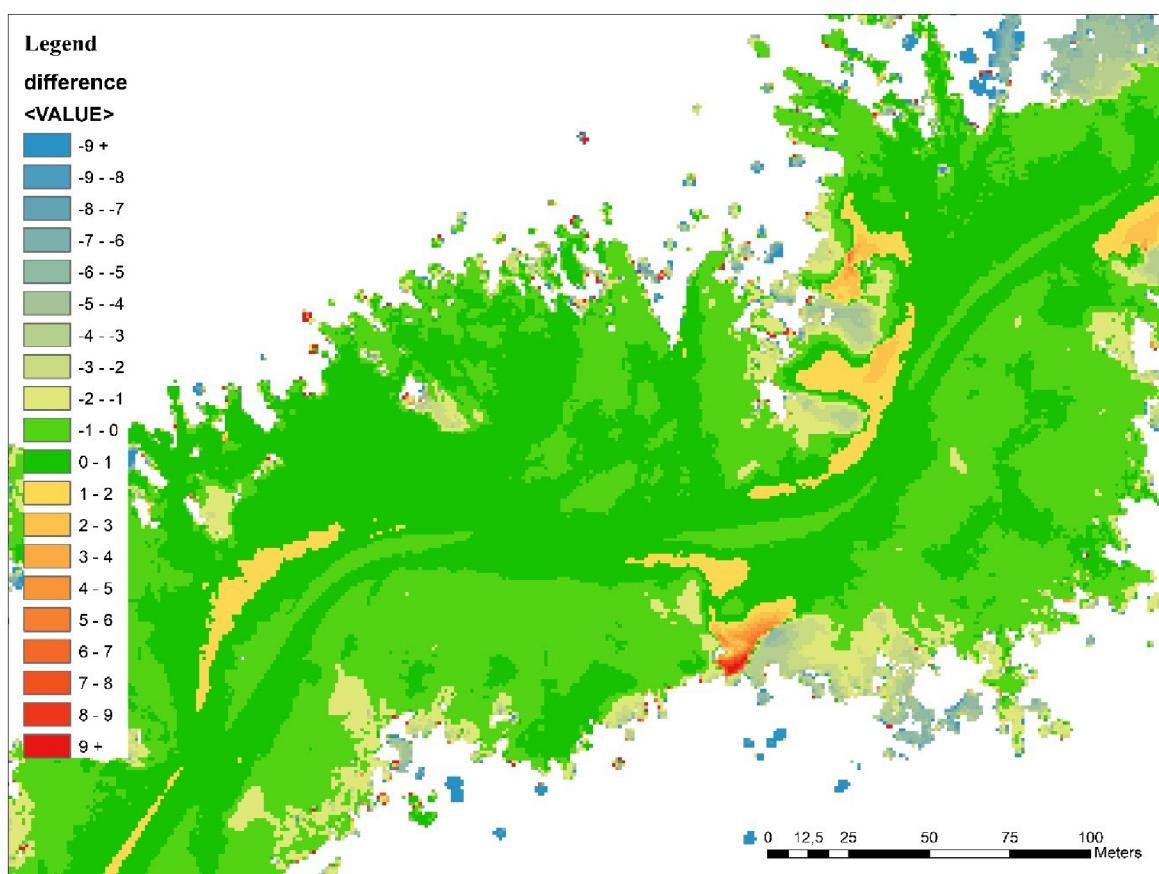 Legend
difference
<VALUE>
-9 +
-9 - -8
-8 - -7
-7 - -6
-6 - -5
-5 - -4
-4 - -3
-3 - -2
-2 - -1
-1 - 0
0 - 1
1 - 2
2 - 3
3 - 4
4 - 5
5 - 6
6 - 7
7 - 8
8 - 9
9 +
0 12,5 25 50 75 100
Meters